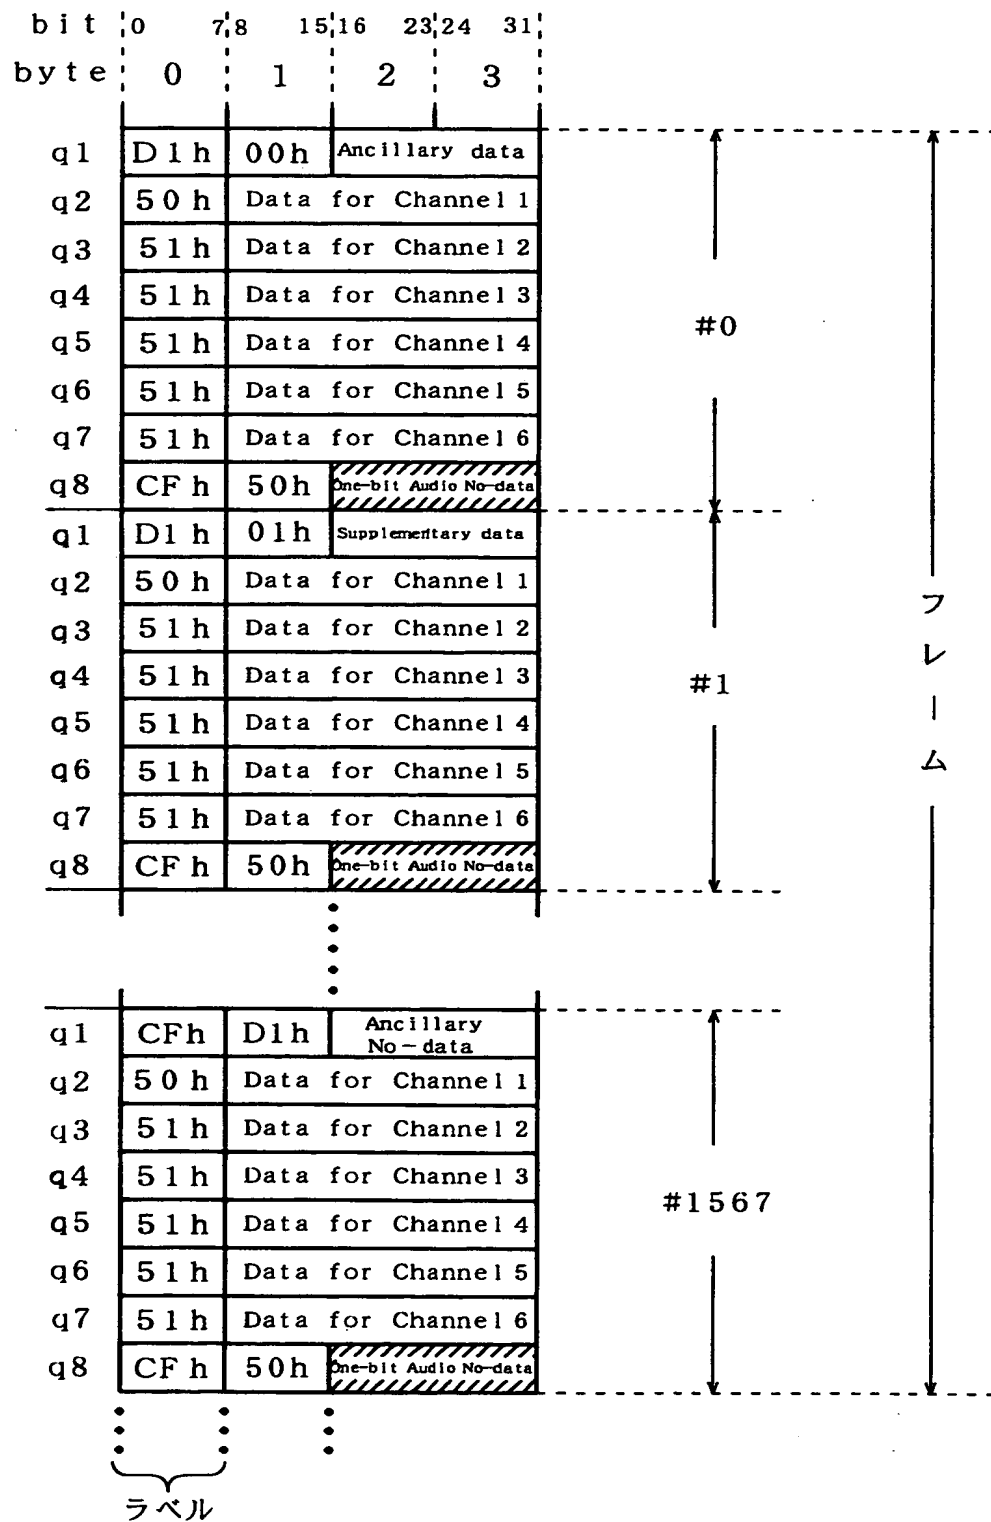 bit 0 7 8 15 16 23 24 31
byte 0 1 2 3
q1 D1h 00h Ancillary data
q2 50h Data for Channel 1
q3 51h Data for Channel 2
q4 51h Data for Channel 3
q5 51h Data for Channel 4
q6 51h Data for Channel 5
q7 51h Data for Channel 6
q8 CFh 50h One-bit Audio No-data
#0
q1 D1h 01h Supplementary data
q2 50h Data for Channel 1
q3 51h Data for Channel 2
q4 51h Data for Channel 3
q5 51h Data for Channel 4
q6 51h Data for Channel 5
q7 51h Data for Channel 6
q8 CFh 50h One-bit Audio No-data
#1
フレーム
q1 CFh D1h Ancillary
No-data
q2 50h Data for Channel 1
q3 51h Data for Channel 2
q4 51h Data for Channel 3
q5 51h Data for Channel 4
q6 51h Data for Channel 5
q7 51h Data for Channel 6
q8 CFh 50h One-bit Audio No-data
#1567
ラベル